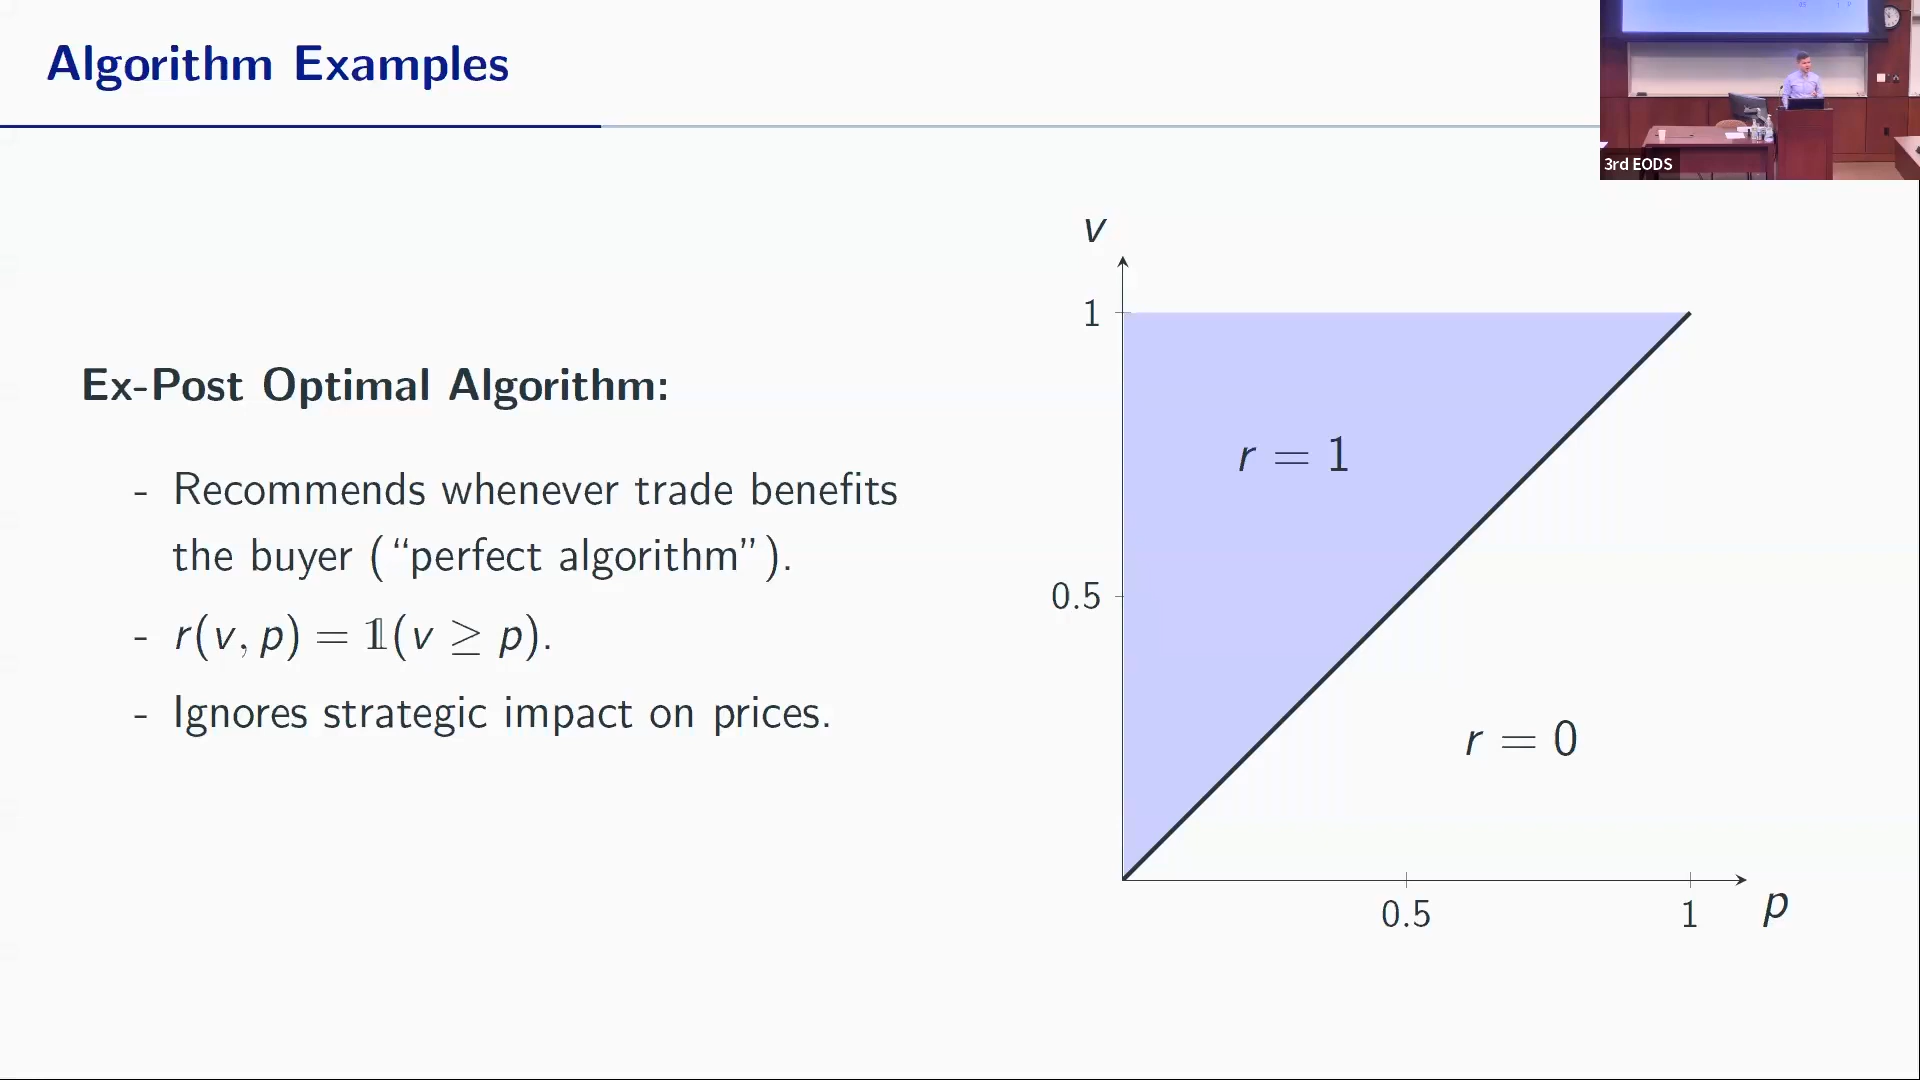 Algorithm Examples
3rd EODS
Ex-Post Optimal Algorithm:
- Recommends whenever trade benefits
the buyer (“perfect algorithm”).
- r(v, p) = 𝟙(v ≥ p).
- Ignores strategic impact on prices.
v
1
r = 1
0.5
r = 0
0.5 1 p